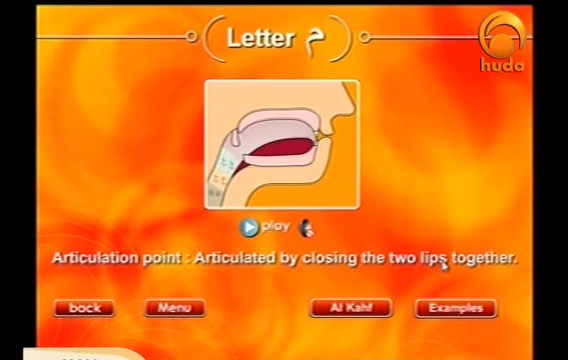 Letter م
huda
play
Articulation point : Articulated by closing the two lips together.
back
Menu
Al Kahf
Examples